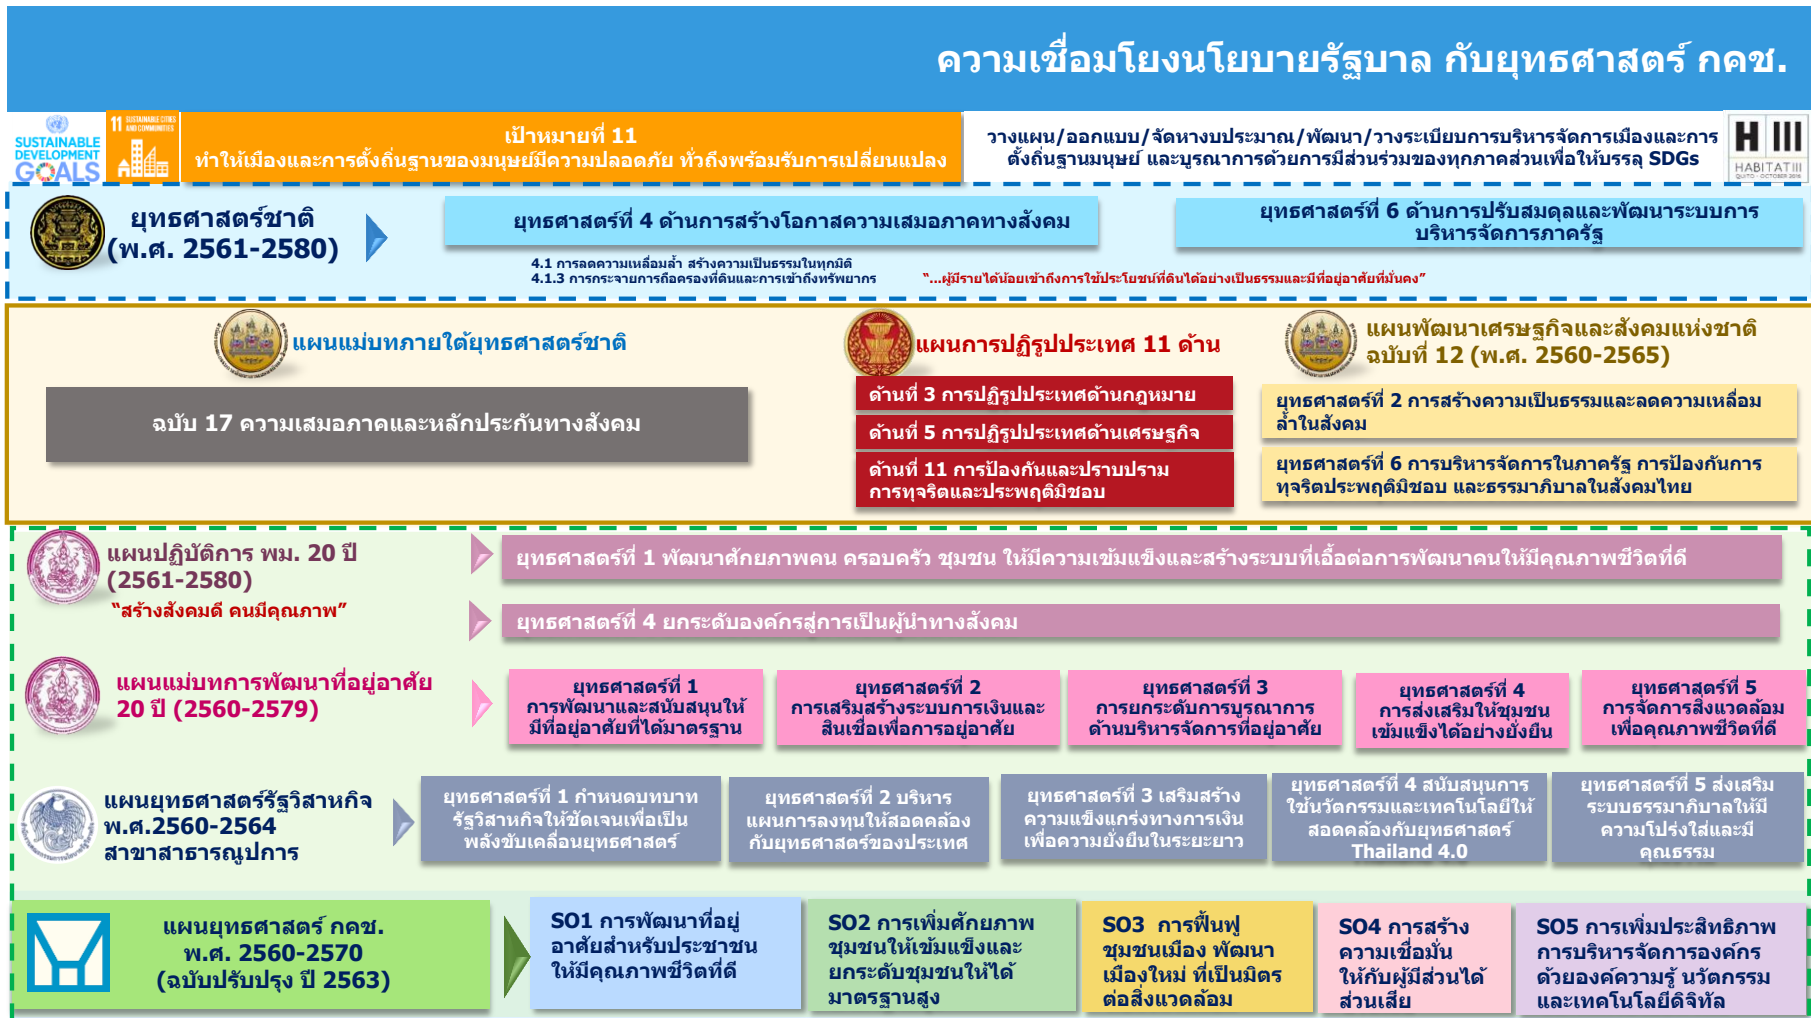 ความเชื่อมโยงนโยบายรัฐบาล กับยุทธศาสตร์ กคช.
SUSTAINABLE
DEVELOPMENT
GOALS
11 SUSTAINABLE CITIES
AND COMMUNITIES
เป้าหมายที่ 11
ทำให้เมืองและการตั้งถิ่นฐานของมนุษย์มีความปลอดภัย ทั่วถึงพร้อมรับการเปลี่ยนแปลง
วางแผน/ออกแบบ/จัดหางบประมาณ/พัฒนา/วางระเบียบการบริหารจัดการเมืองและการ
ตั้งถิ่นฐานมนุษย์ และบูรณาการด้วยการมีส่วนร่วมของทุกภาคส่วนเพื่อให้บรรลุ SDGs
H III
HABITAT III
QUITO - OCTOBER 2016
ยุทธศาสตร์ชาติ
(พ.ศ. 2561-2580)
ยุทธศาสตร์ที่ 4 ด้านการสร้างโอกาสความเสมอภาคทางสังคม
ยุทธศาสตร์ที่ 6 ด้านการปรับสมดุลและพัฒนาระบบการ
บริหารจัดการภาครัฐ
4.1 การลดความเหลื่อมล้ำ สร้างความเป็นธรรมในทุกมิติ
4.1.3 การกระจายการถือครองที่ดินและการเข้าถึงทรัพยากร
“...ผู้มีรายได้น้อยเข้าถึงการใช้ประโยชน์ที่ดินได้อย่างเป็นธรรมและมีที่อยู่อาศัยที่มั่นคง”
แผนแม่บทภายใต้ยุทธศาสตร์ชาติ
ฉบับ 17 ความเสมอภาคและหลักประกันทางสังคม
แผนการปฏิรูปประเทศ 11 ด้าน
ด้านที่ 3 การปฏิรูปประเทศด้านกฎหมาย
ด้านที่ 5 การปฏิรูปประเทศด้านเศรษฐกิจ
ด้านที่ 11 การป้องกันและปราบปราม
การทุจริตและประพฤติมิชอบ
แผนพัฒนาเศรษฐกิจและสังคมแห่งชาติ
ฉบับที่ 12 (พ.ศ. 2560-2565)
ยุทธศาสตร์ที่ 2 การสร้างความเป็นธรรมและลดความเหลื่อม
ล้ำในสังคม
ยุทธศาสตร์ที่ 6 การบริหารจัดการในภาครัฐ การป้องกันการ
ทุจริตประพฤติมิชอบ และธรรมาภิบาลในสังคมไทย
แผนปฏิบัติการ พม. 20 ปี
(2561-2580)
“สร้างสังคมดี คนมีคุณภาพ”
ยุทธศาสตร์ที่ 1 พัฒนาศักยภาพคน ครอบครัว ชุมชน ให้มีความเข้มแข็งและสร้างระบบที่เอื้อต่อการพัฒนาคนให้มีคุณภาพชีวิตที่ดี
ยุทธศาสตร์ที่ 4 ยกระดับองค์กรสู่การเป็นผู้นำทางสังคม
แผนแม่บทการพัฒนาที่อยู่อาศัย
20 ปี (2560-2579)
ยุทธศาสตร์ที่ 1
การพัฒนาและสนับสนุนให้
มีที่อยู่อาศัยที่ได้มาตรฐาน
ยุทธศาสตร์ที่ 2
การเสริมสร้างระบบการเงินและ
สินเชื่อเพื่อการอยู่อาศัย
ยุทธศาสตร์ที่ 3
การยกระดับการบูรณาการ
ด้านบริหารจัดการที่อยู่อาศัย
ยุทธศาสตร์ที่ 4
การส่งเสริมให้ชุมชน
เข้มแข็งได้อย่างยั่งยืน
ยุทธศาสตร์ที่ 5
การจัดการสิ่งแวดล้อม
เพื่อคุณภาพชีวิตที่ดี
แผนยุทธศาสตร์รัฐวิสาหกิจ
พ.ศ.2560-2564
สาขาสาธารณูปการ
ยุทธศาสตร์ที่ 1 กำหนดบทบาท
รัฐวิสาหกิจให้ชัดเจนเพื่อเป็น
พลังขับเคลื่อนยุทธศาสตร์
ยุทธศาสตร์ที่ 2 บริหาร
แผนการลงทุนให้สอดคล้อง
กับยุทธศาสตร์ของประเทศ
ยุทธศาสตร์ที่ 3 เสริมสร้าง
ความแข็งแกร่งทางการเงิน
เพื่อความยั่งยืนในระยะยาว
ยุทธศาสตร์ที่ 4 สนับสนุนการ
ใช้นวัตกรรมและเทคโนโลยีให้
สอดคล้องกับยุทธศาสตร์
Thailand 4.0
ยุทธศาสตร์ที่ 5 ส่งเสริม
ระบบธรรมาภิบาลให้มี
ความโปร่งใส่และมี
คุณธรรม
แผนยุทธศาสตร์ กคช.
พ.ศ. 2560-2570
(ฉบับปรับปรุง ปี 2563)
SO1 การพัฒนาที่อยู่
อาศัยสำหรับประชาชน
ให้มีคุณภาพชีวิตที่ดี
SO2 การเพิ่มศักยภาพ
ชุมชนให้เข้มแข็งและ
ยกระดับชุมชนให้ได้
มาตรฐานสูง
SO3 การฟื้นฟู
ชุมชนเมือง พัฒนา
เมืองใหม่ ที่เป็นมิตร
ต่อสิ่งแวดล้อม
SO4 การสร้าง
ความเชื่อมั่น
ให้กับผู้มีส่วนได้
ส่วนเสีย
SO5 การเพิ่มประสิทธิภาพ
การบริหารจัดการองค์กร
ด้วยองค์ความรู้ นวัตกรรม
และเทคโนโลยีดิจิทัล